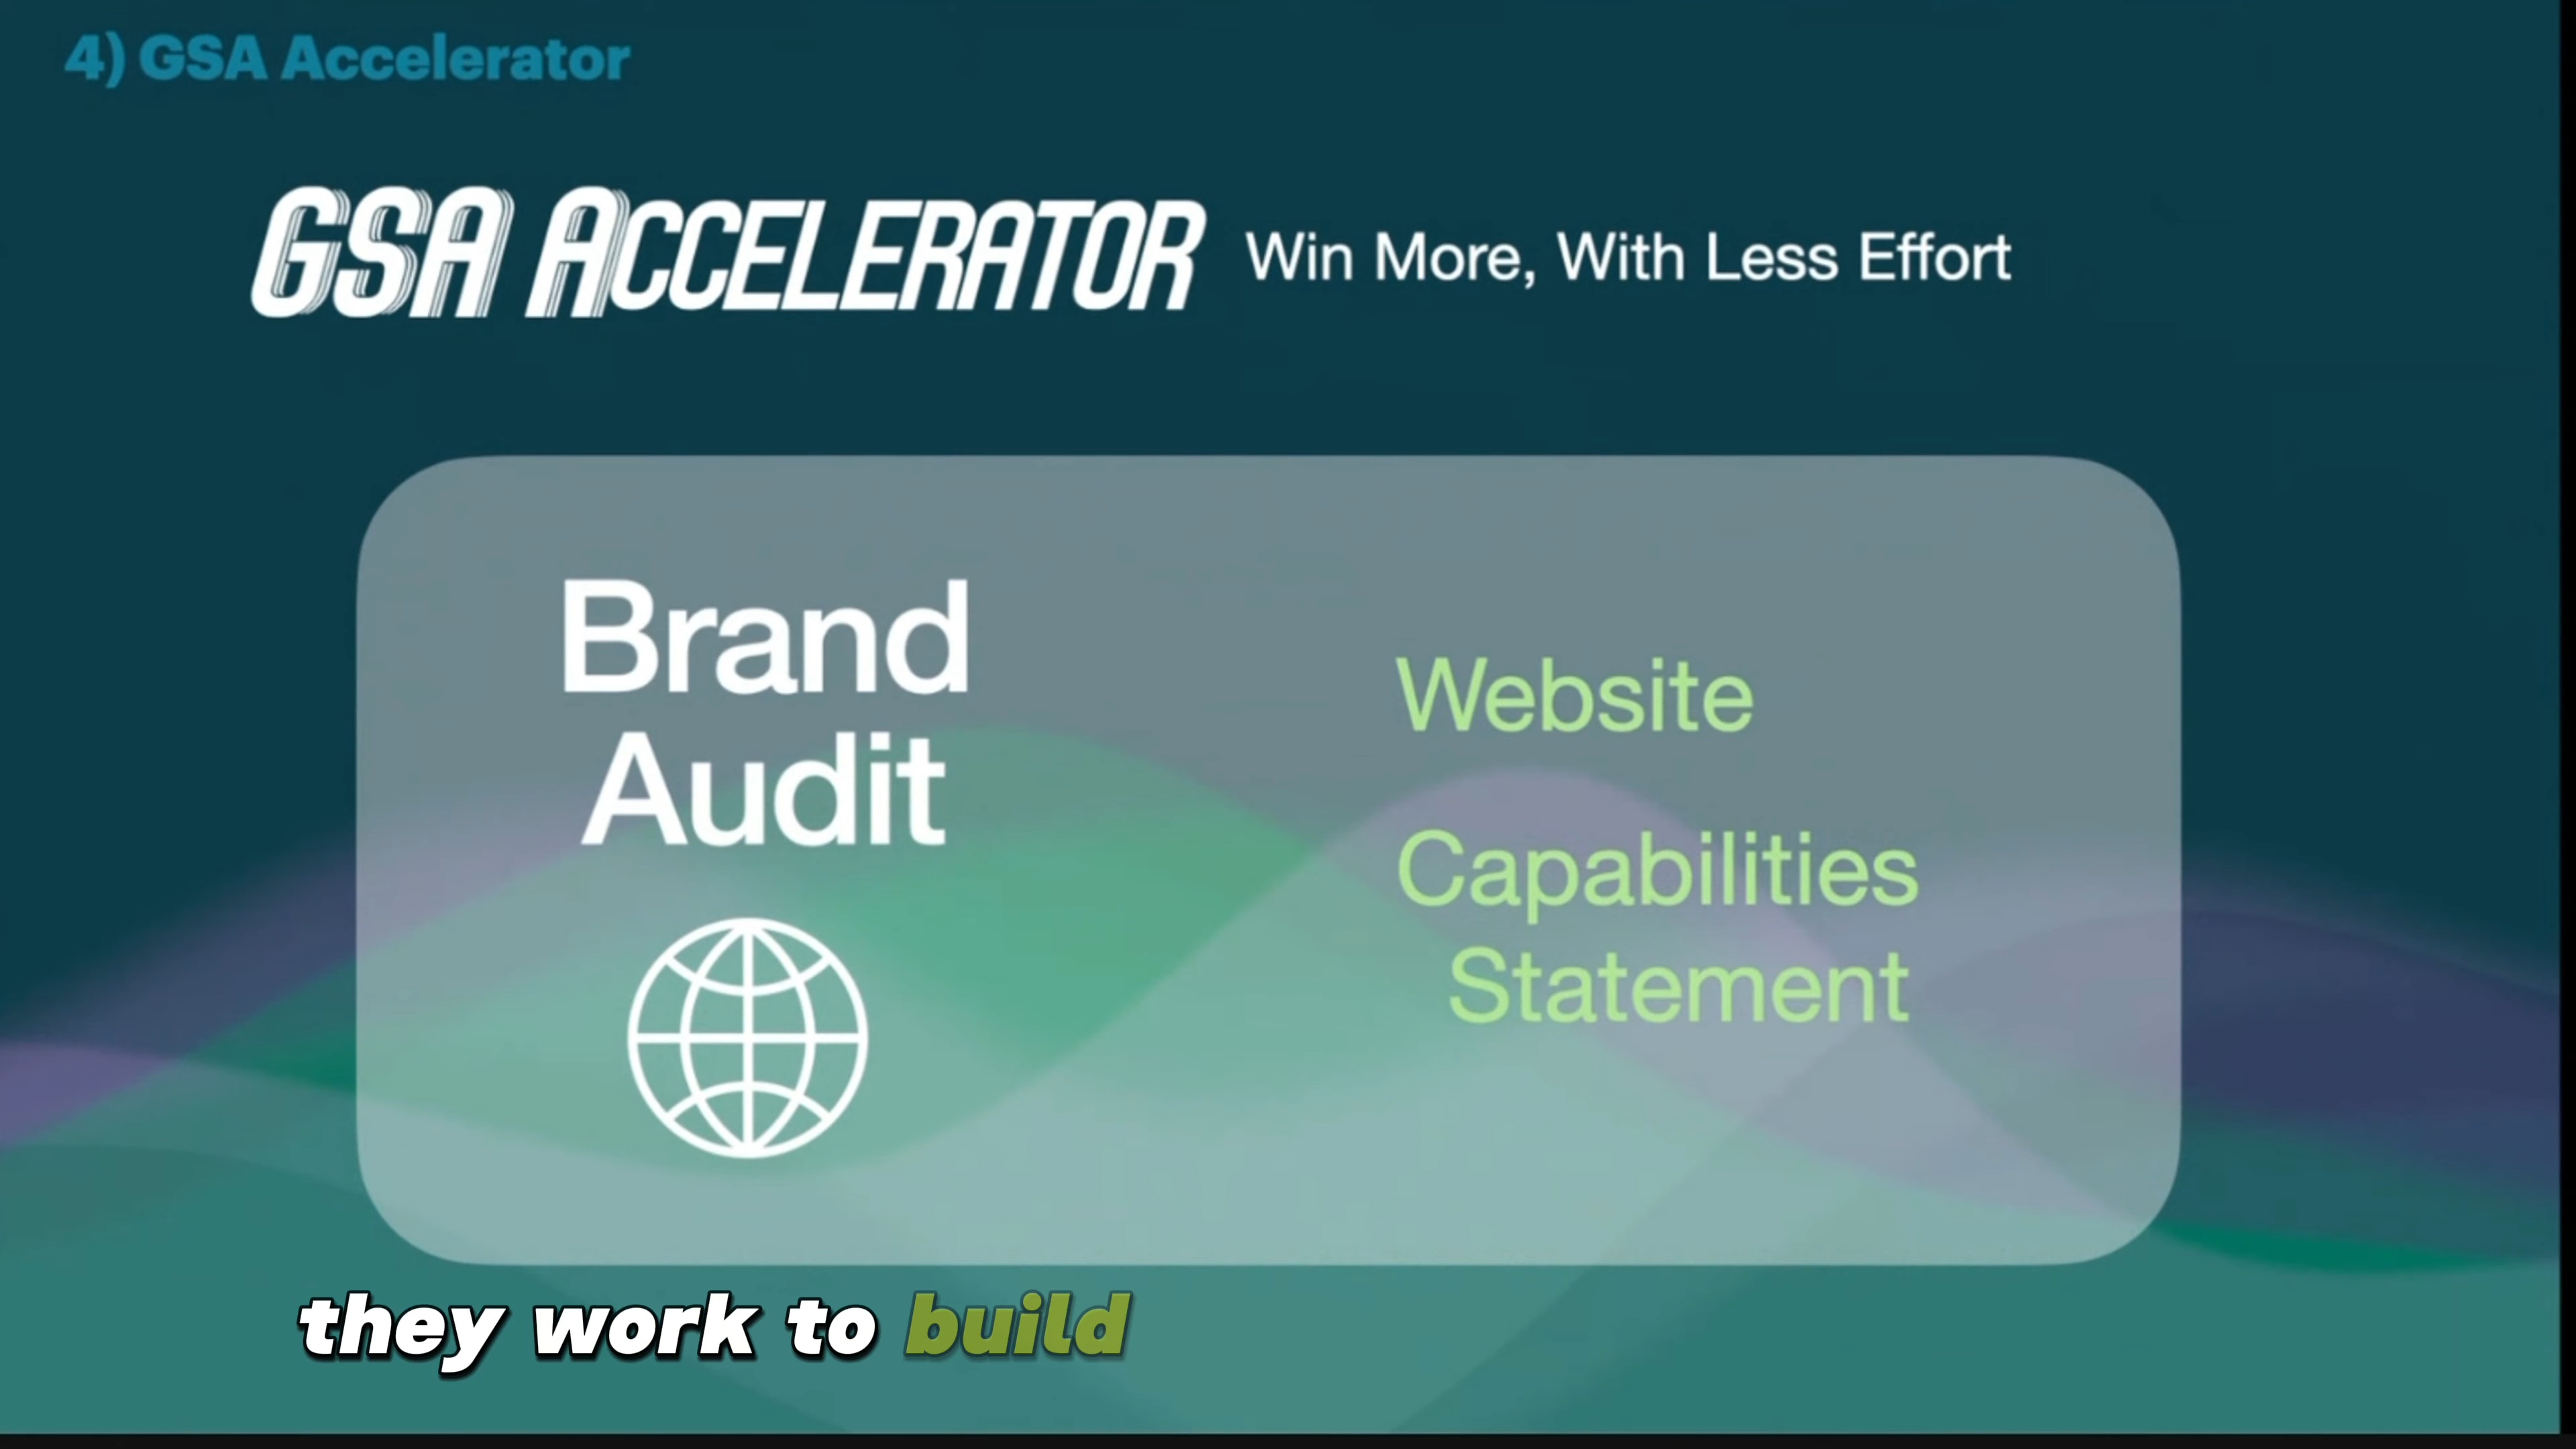 4) GSA Accelerator
GSA ACCELERATOR
Win More, With Less Effort
Brand
Audit
Website
Capabilities
Statement
they work to build